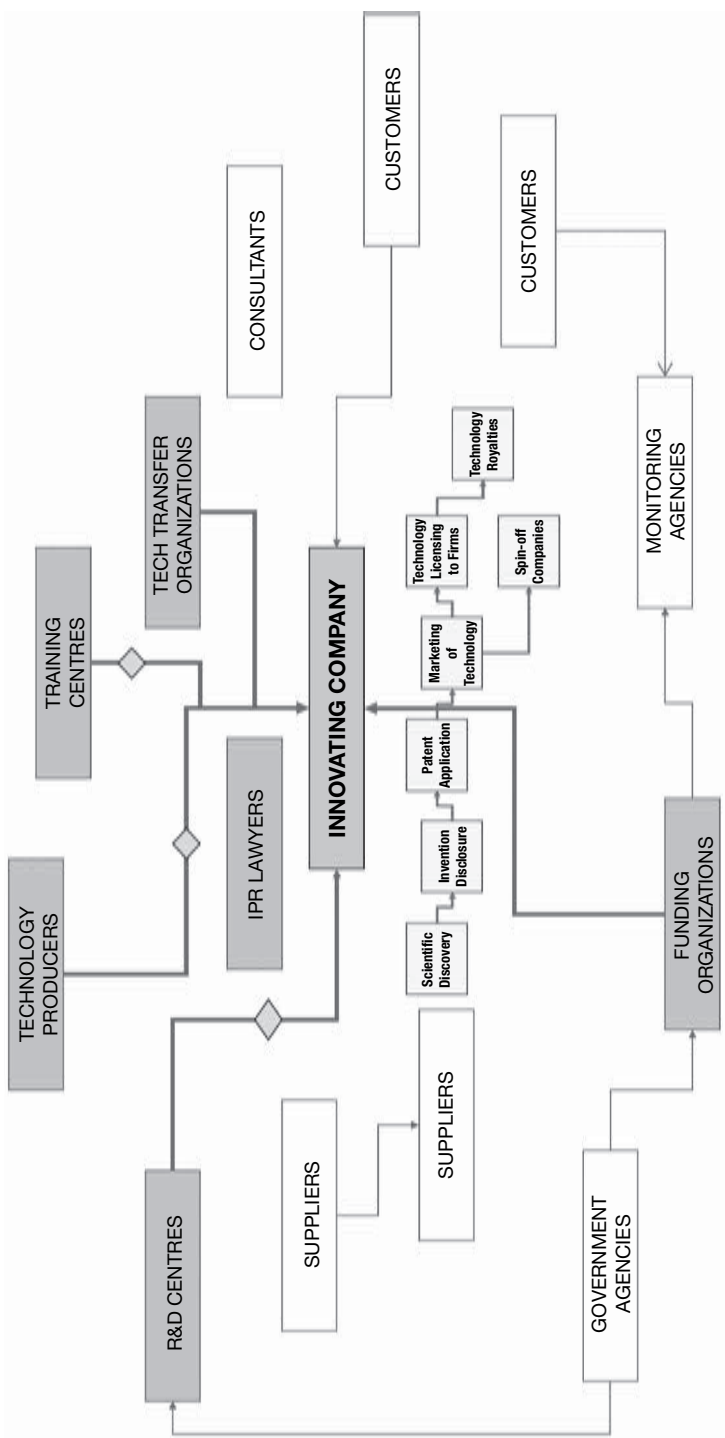 TECHNOLOGY
PRODUCERS
TRAINING
CENTRES
R&D CENTRES
TECH TRANSFER
ORGANIZATIONS
IPR LAWYERS
CONSULTANTS
SUPPLIERS
INNOVATING COMPANY
CUSTOMERS
SUPPLIERS
Scientific
Discovery
Invention
Disclosure
Patent
Application
Marketing
of
Technology
Technology
Licensing
to Firms
Technology
Royalties
Spin-off
Companies
CUSTOMERS
GOVERNMENT
AGENCIES
FUNDING
ORGANIZATIONS
MONITORING
AGENCIES